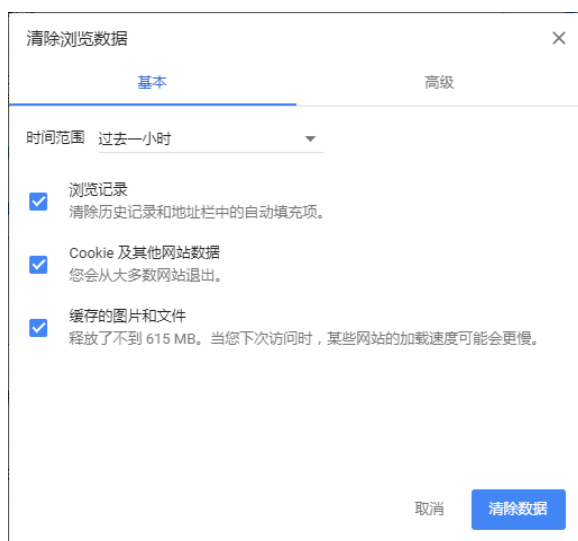 清除浏览数据
基本 高级
时间范围 过去一小时
浏览记录
清除历史记录和地址栏中的自动填充项。
Cookie 及其他网站数据
您会从大多数网站退出。
缓存的图片和文件
释放了不到 615 MB。当您下次访问时，某些网站的加载速度可能会更慢。
取消 清除数据